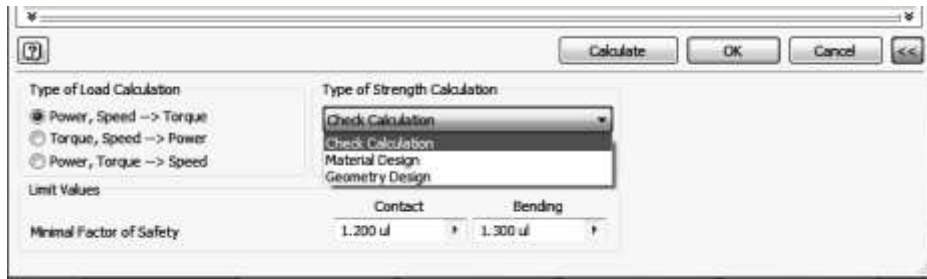 Calculate OK Cancel <<
Type of Load Calculation
Power, Speed --> Torque
Torque, Speed --> Power
Power, Torque --> Speed
Type of Strength Calculation
Check Calculation
Check Calculation
Material Design
Geometry Design
Limit Values
Contact Bending
Minimal Factor of Safety 1.200 ul 1.300 ul